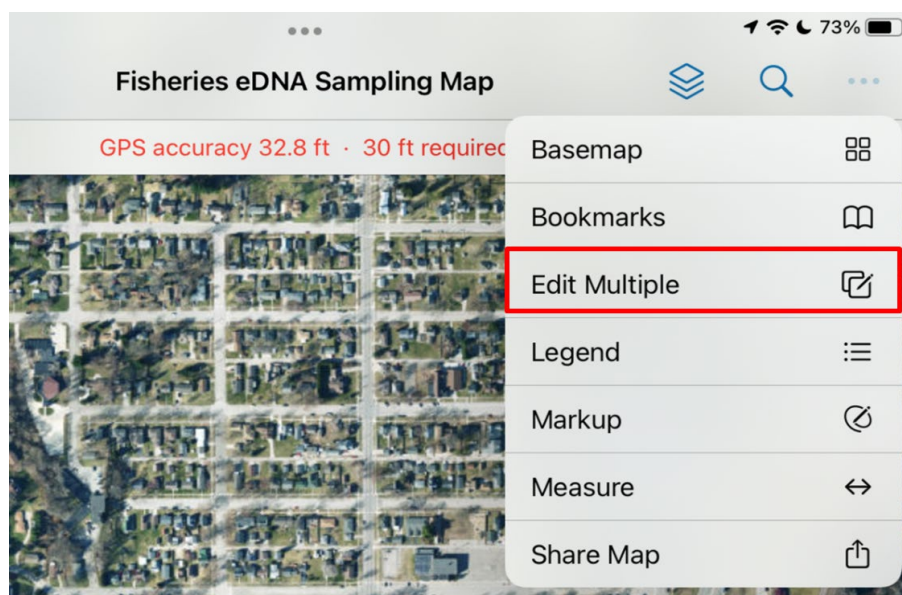 73%
Fisheries eDNA Sampling Map
GPS accuracy 32.8 ft · 30 ft required
Basemap
Bookmarks
Edit Multiple
Legend
Markup
Measure
Share Map